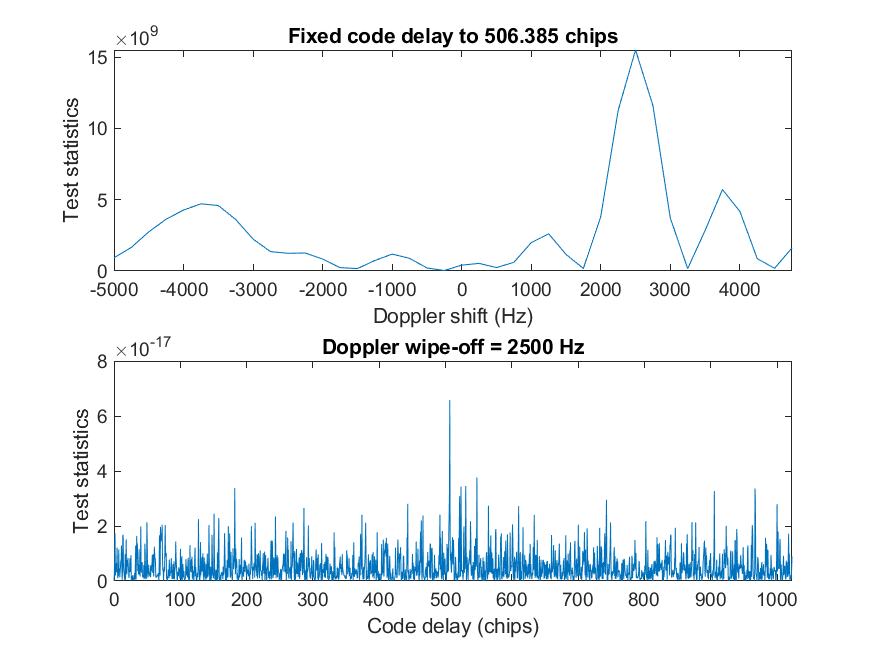 ×10^9
Fixed code delay to 506.385 chips
15
10
5
0
Test statistics
-5000 -4000 -3000 -2000 -1000 0 1000 2000 3000 4000
Doppler shift (Hz)
×10^-17
Doppler wipe-off = 2500 Hz
8
6
4
2
0
Test statistics
0 100 200 300 400 500 600 700 800 900 1000
Code delay (chips)